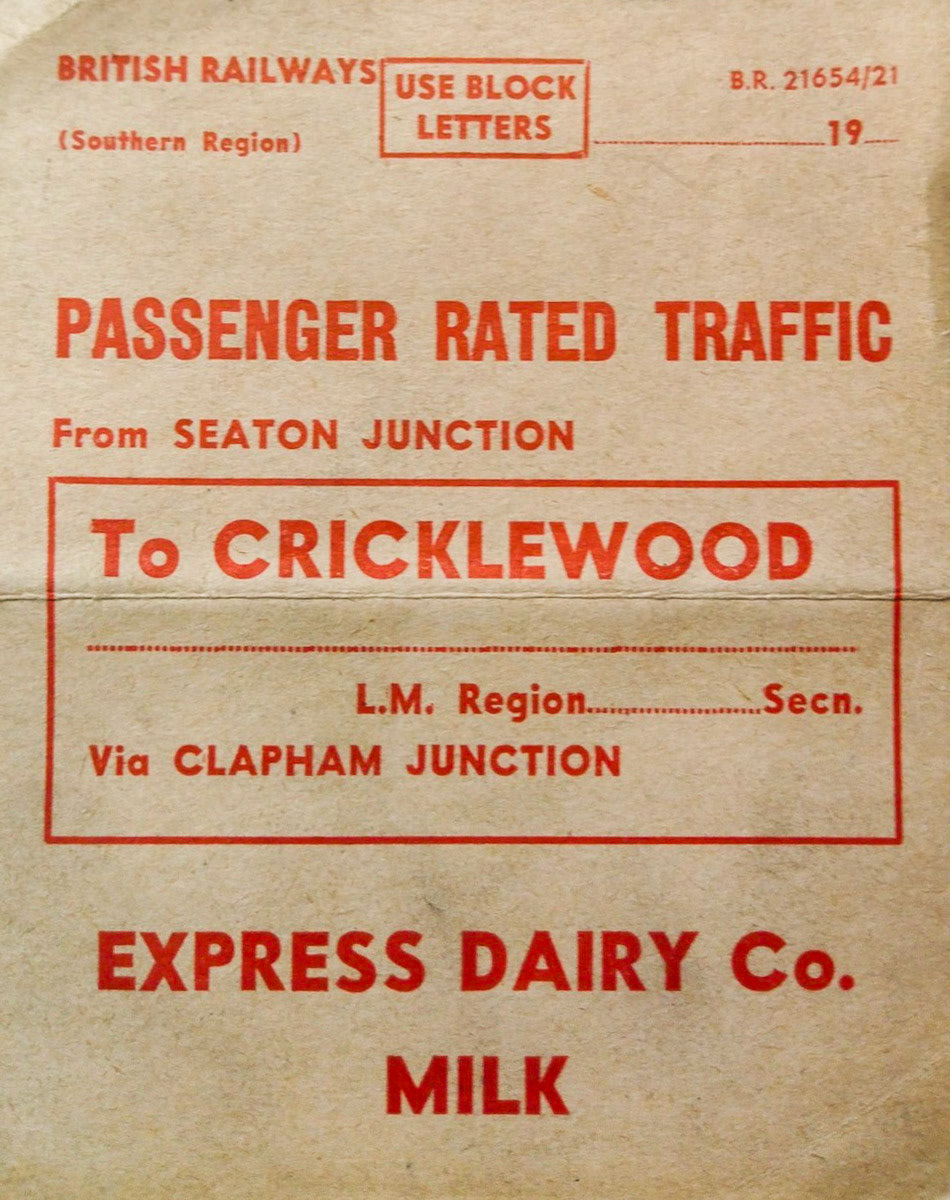 BRITISH RAILWAYS
(Southern Region)
USE BLOCK
LETTERS
B.R. 21654/21
19
PASSENGER RATED TRAFFIC
From SEATON JUNCTION
To CRICKLEWOOD
L.M. Region Secn.
Via CLAPHAM JUNCTION
EXPRESS DAIRY Co.
MILK